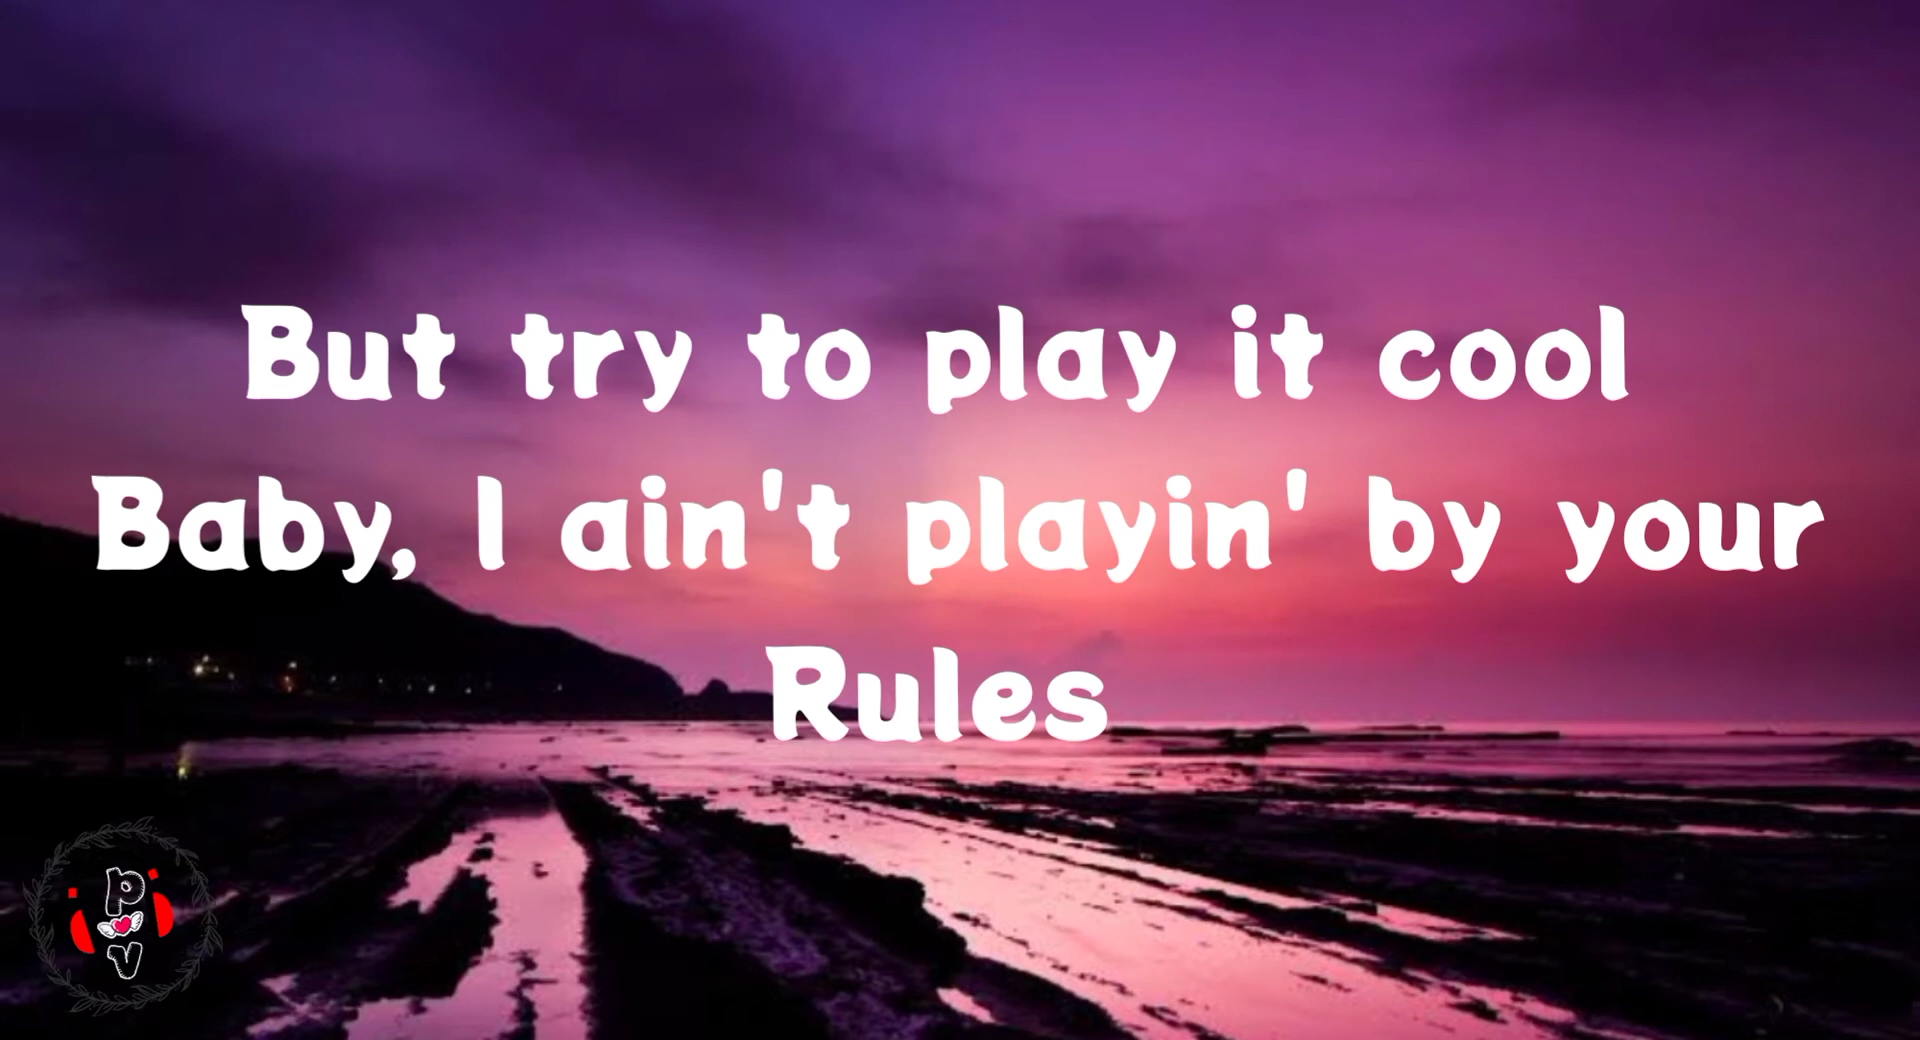 But try to play it cool
Baby, I ain't playin' by your
Rules
P
V